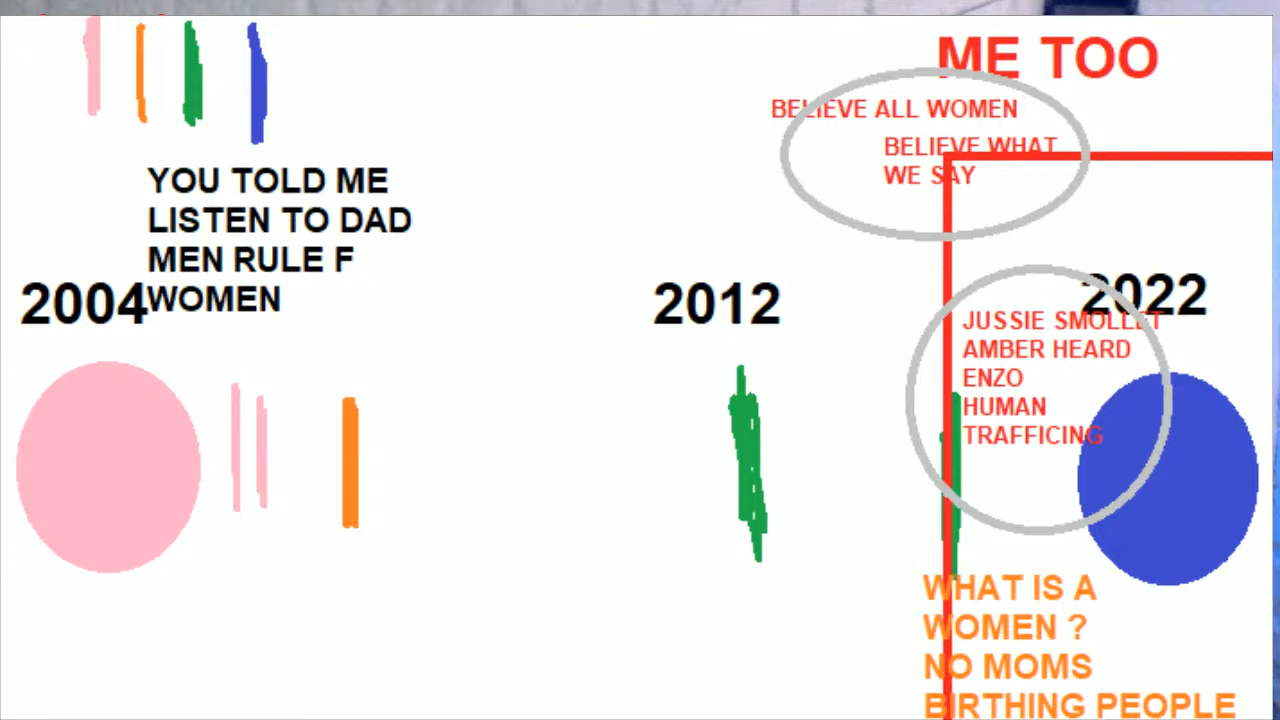 ME TOO
BELIEVE ALL WOMEN
BELIEVE WHAT
WE SAY
YOU TOLD ME
LISTEN TO DAD
MEN RULE F
WOMEN
2004
2012
2022
JUSSIE SMOLLET
AMBER HEARD
ENZO
HUMAN
TRAFFICING
WHAT IS A
WOMEN ?
NO MOMS
BIRTHING PEOPLE